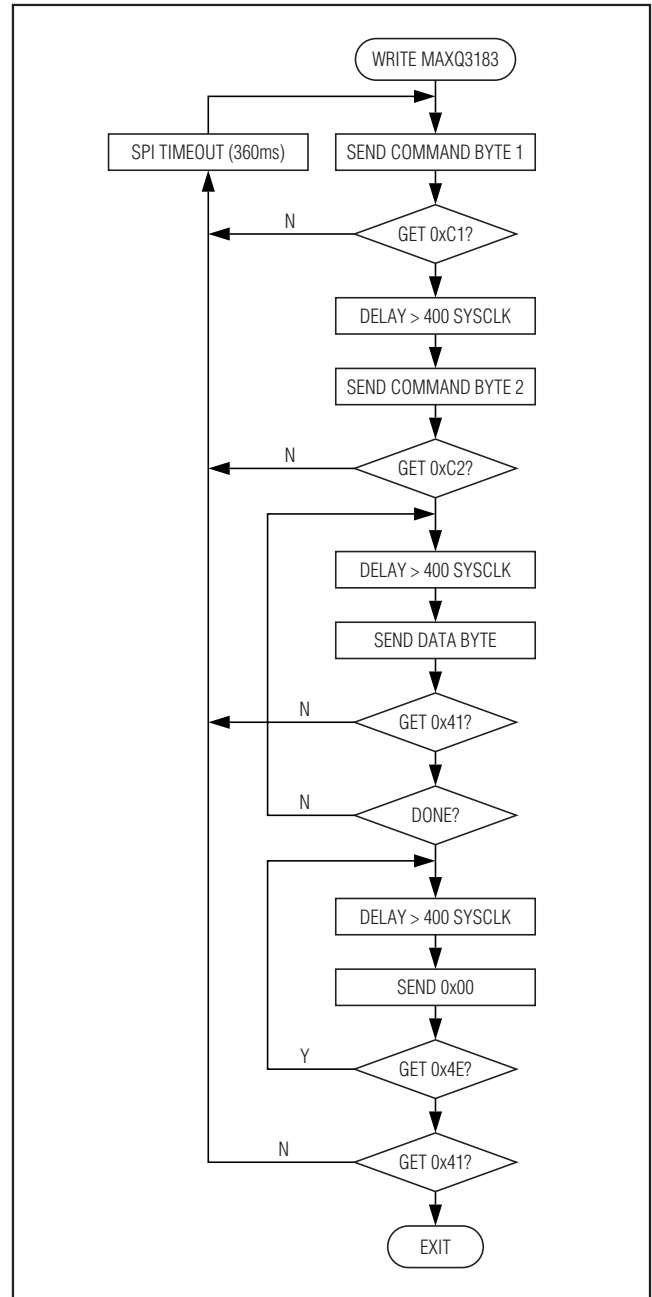 WRITE MAXQ3183
SPI TIMEOUT (360ms)
SEND COMMAND BYTE 1
N
GET 0xC1?
DELAY > 400 SYSCLK
SEND COMMAND BYTE 2
N
GET 0xC2?
DELAY > 400 SYSCLK
SEND DATA BYTE
N
GET 0x41?
N
DONE?
DELAY > 400 SYSCLK
SEND 0x00
Y
GET 0x4E?
N
GET 0x41?
EXIT